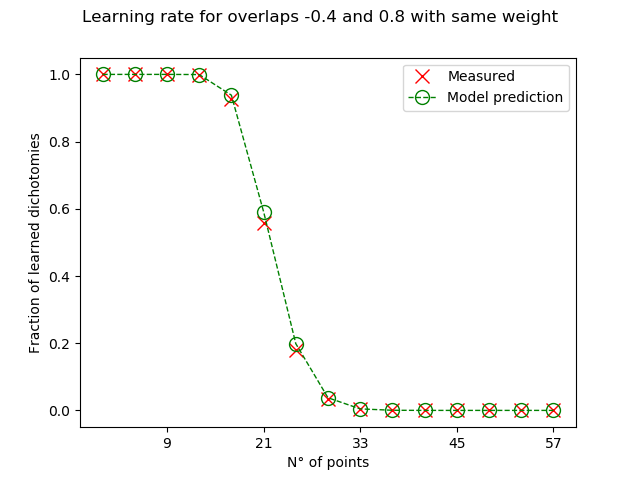 Learning rate for overlaps -0.4 and 0.8 with same weight
Measured
Model prediction
1.0
0.8
0.6
0.4
0.2
0.0
Fraction of learned dichotomies
9 21 33 45 57
N° of points